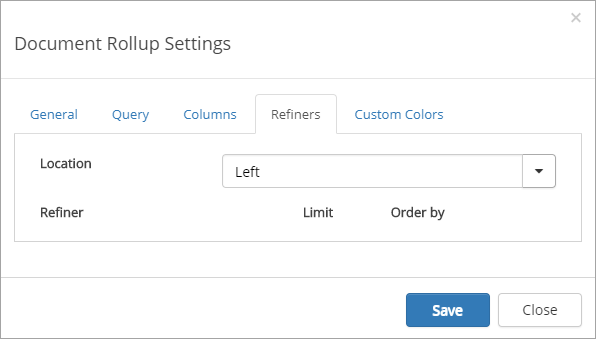 Document Rollup Settings
General Query Columns Refiners Custom Colors
Location Left
Refiner Limit Order by
Save Close